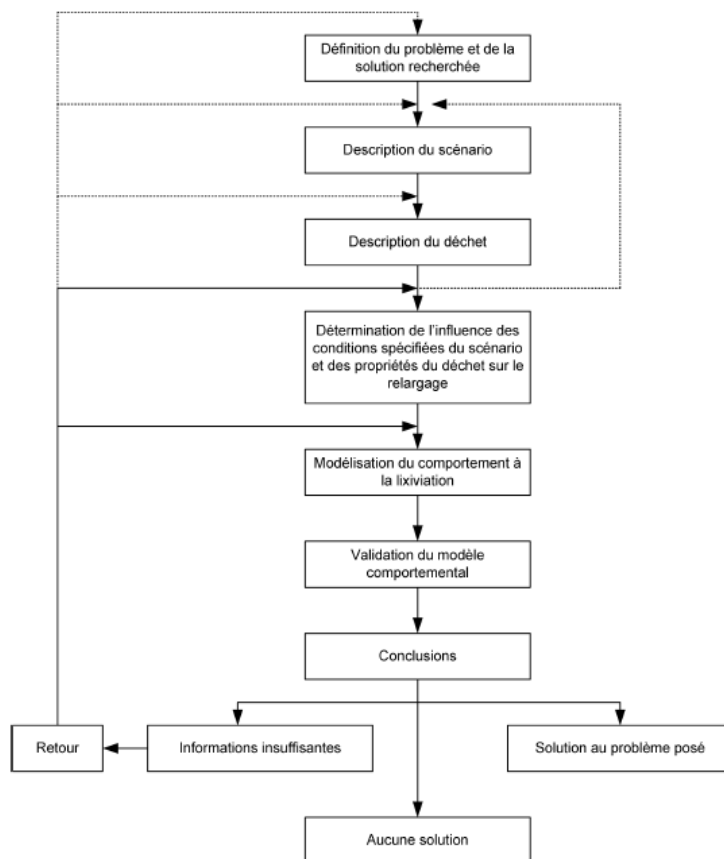 Définition du problème et de la
solution recherchée
Description du scénario
Description du déchet
Détermination de l'influence des
conditions spécifiées du scénario
et des propriétés du déchet sur le
relargage
Modélisation du comportement à
la lixiviation
Validation du modèle
comportemental
Conclusions
Retour
Informations insuffisantes
Solution au problème posé
Aucune solution